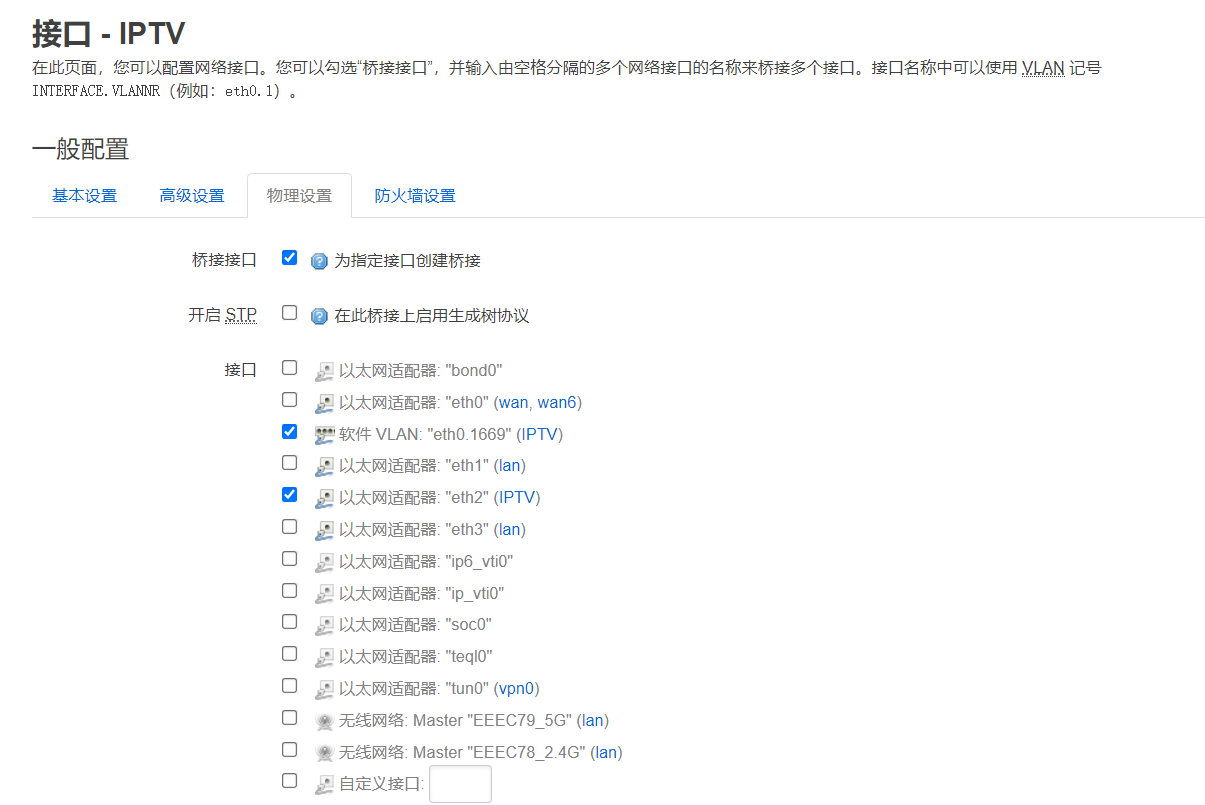 接口 - IPTV
在此页面，您可以配置网络接口。您可以勾选“桥接接口”，并输入由空格分隔的多个网络接口的名称来桥接多个接口。接口名称中可以使用 VLAN 记号
INTERFACE.VLANNR（例如：eth0.1）。
一般配置
基本设置 高级设置 物理设置 防火墙设置
桥接接口 为指定接口创建桥接
开启 STP 在此桥接上启用生成树协议
接口 以太网适配器: "bond0"
以太网适配器: "eth0" (wan, wan6)
软件 VLAN: "eth0.1669" (IPTV)
以太网适配器: "eth1" (lan)
以太网适配器: "eth2" (IPTV)
以太网适配器: "eth3" (lan)
以太网适配器: "ip6_vti0"
以太网适配器: "ip_vti0"
以太网适配器: "soc0"
以太网适配器: "teql0"
以太网适配器: "tun0" (vpn0)
无线网络: Master "EEEC79_5G" (lan)
无线网络: Master "EEEC78_2.4G" (lan)
自定义接口: